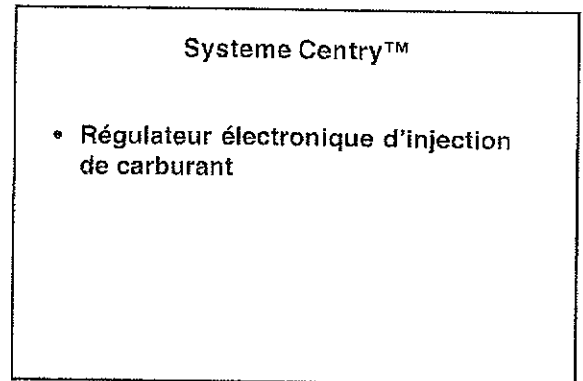 Systeme Centry™
• Régulateur électronique d'injection
de carburant